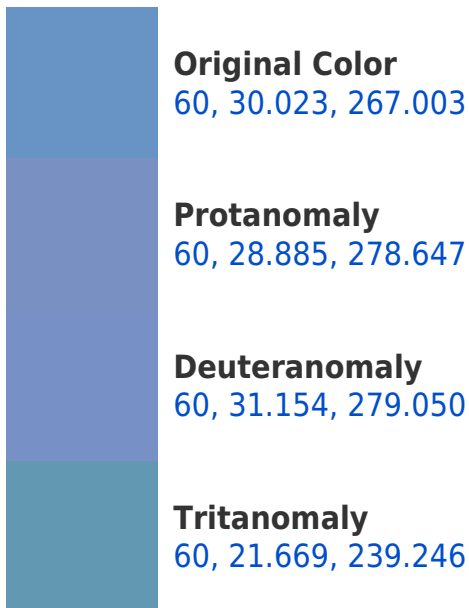 Original Color
60, 30.023, 267.003
Protanomaly
60, 28.885, 278.647
Deuteranomaly
60, 31.154, 279.050
Tritanomaly
60, 21.669, 239.246